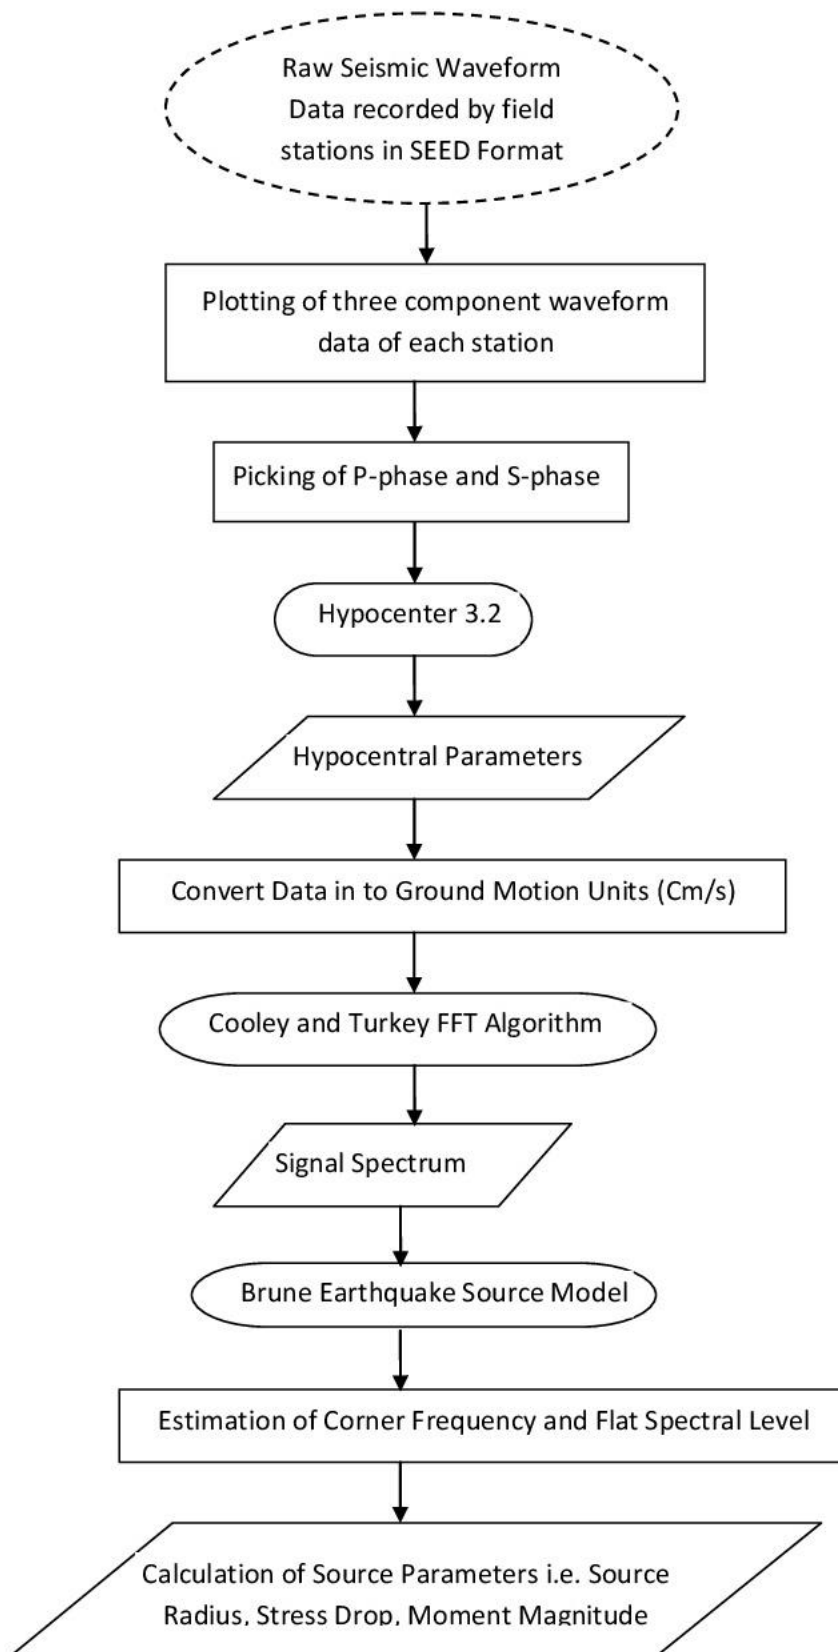 Raw Seismic Waveform
Data recorded by field
stations in SEED Format
Plotting of three component waveform
data of each station
Picking of P-phase and S-phase
Hypocenter 3.2
Hypocentral Parameters
Convert Data in to Ground Motion Units (Cm/s)
Cooley and Turkey FFT Algorithm
Signal Spectrum
Brune Earthquake Source Model
Estimation of Corner Frequency and Flat Spectral Level
Calculation of Source Parameters i.e. Source
Radius, Stress Drop, Moment Magnitude